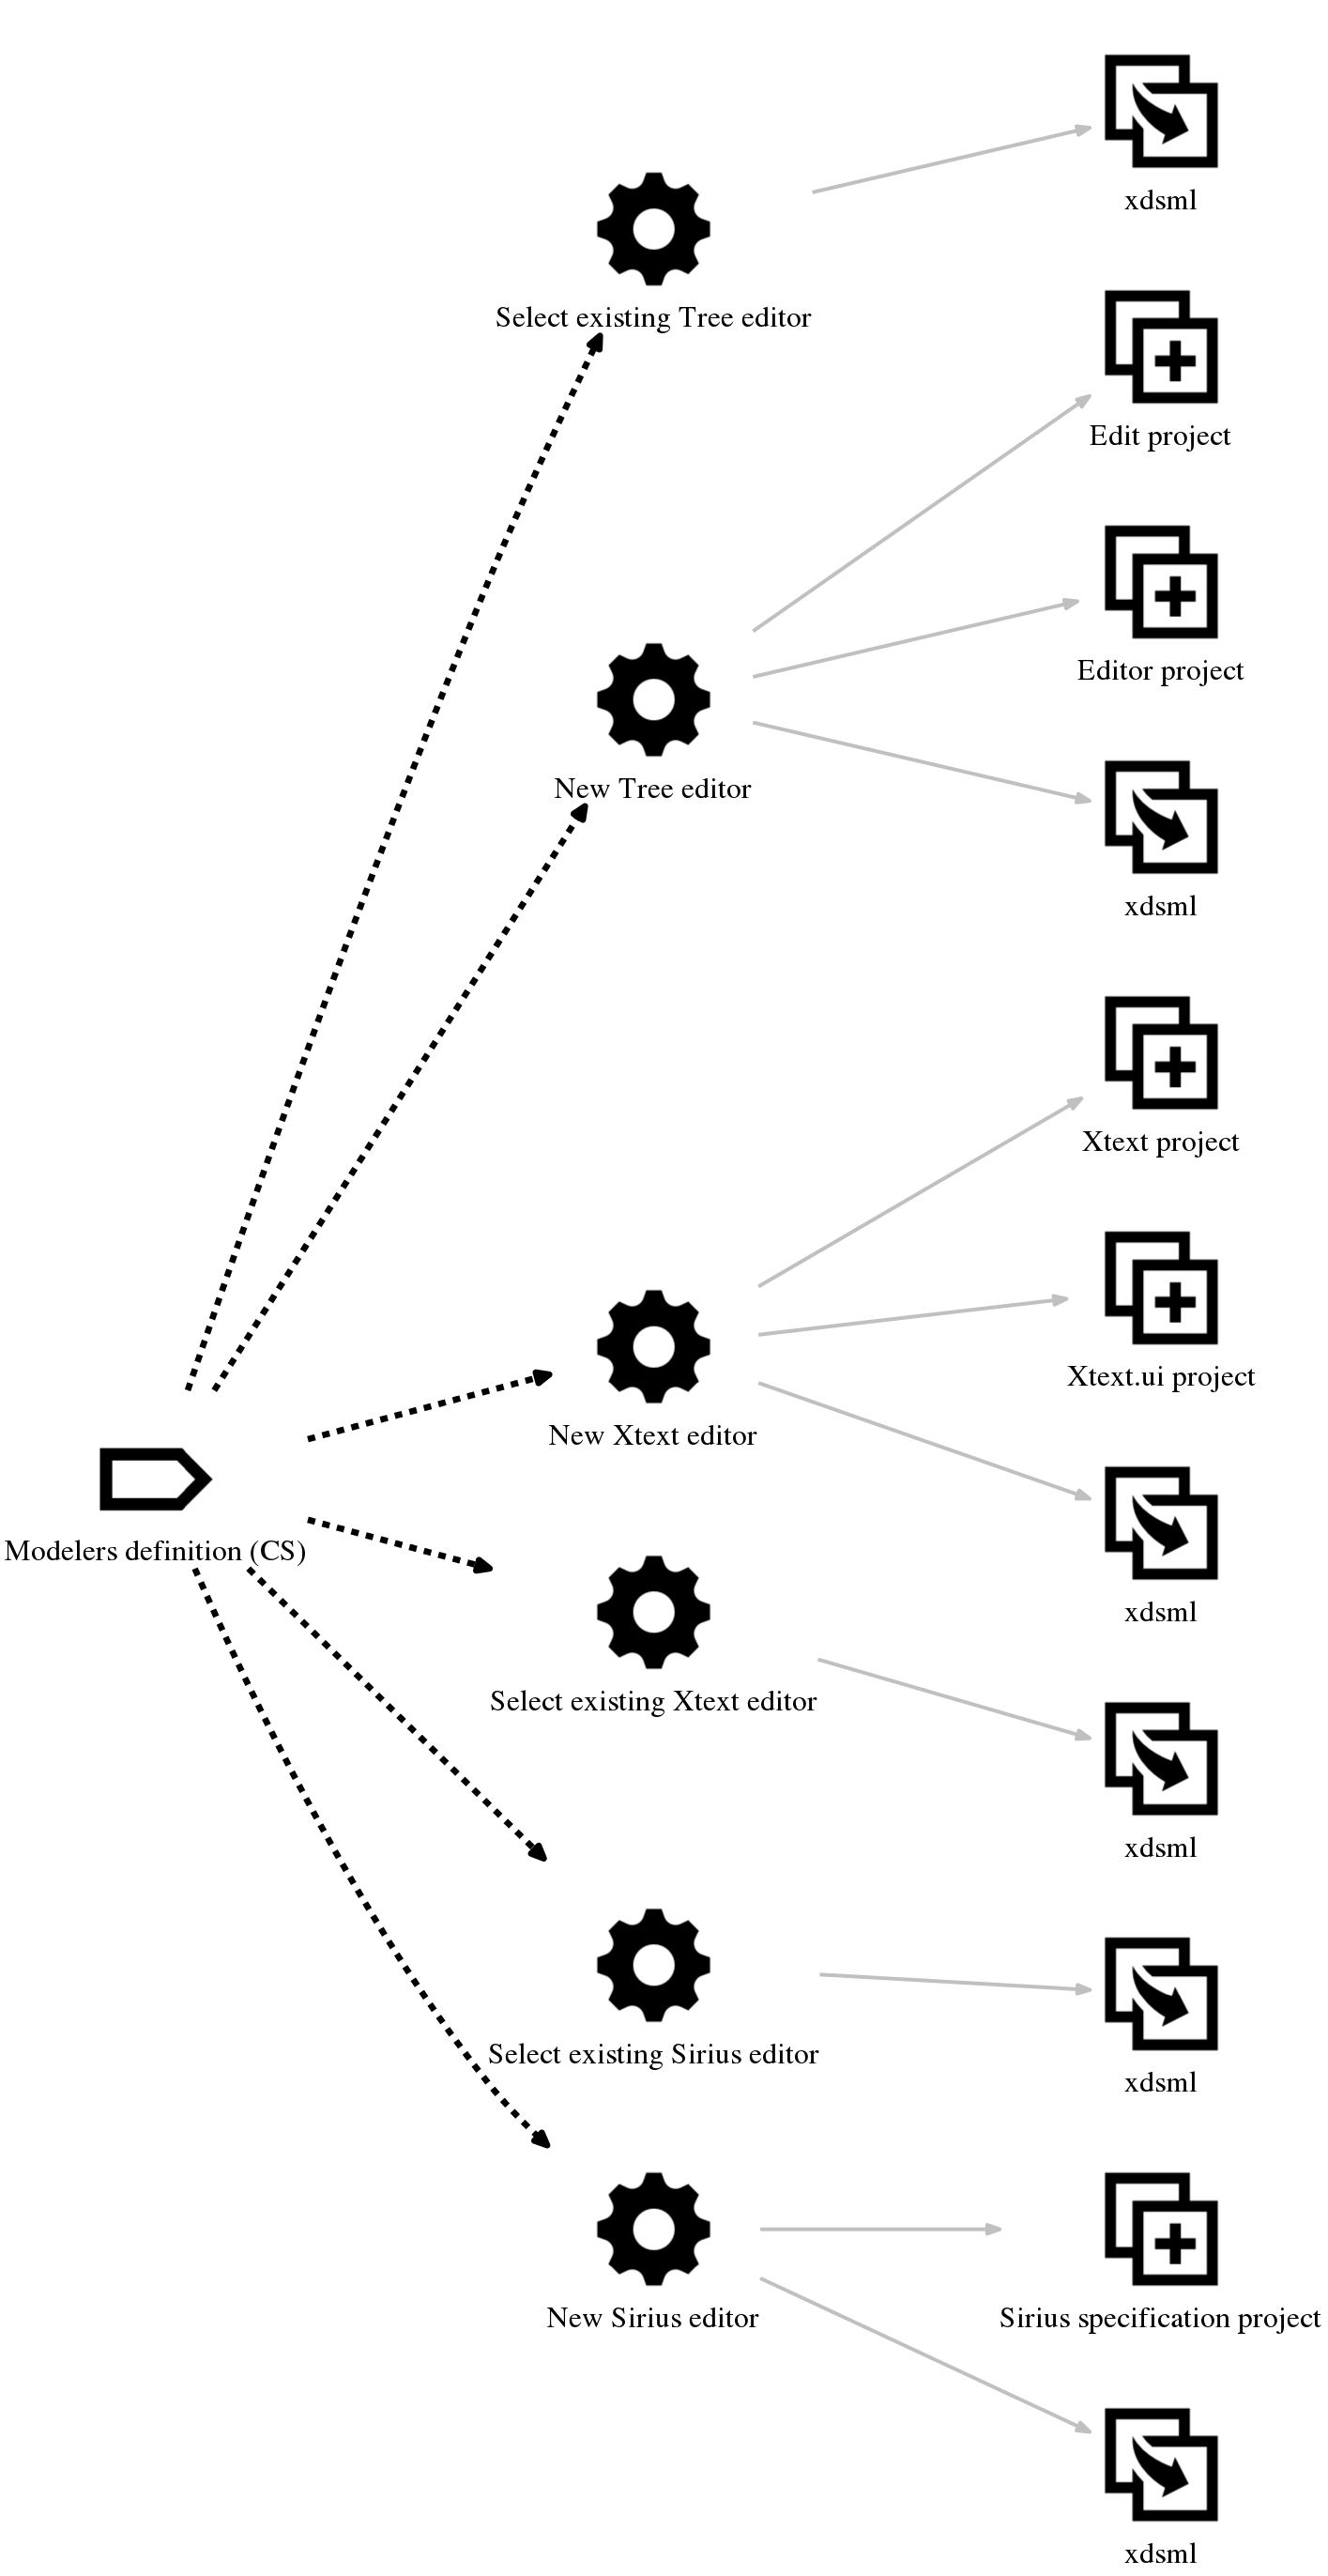 xdsml
Select existing Tree editor
Edit project
Editor project
New Tree editor
xdsml
Xtext project
Xtext.ui project
New Xtext editor
Modelers definition (CS)
xdsml
Select existing Xtext editor
xdsml
Select existing Sirius editor
xdsml
New Sirius editor
Sirius specification project
xdsml